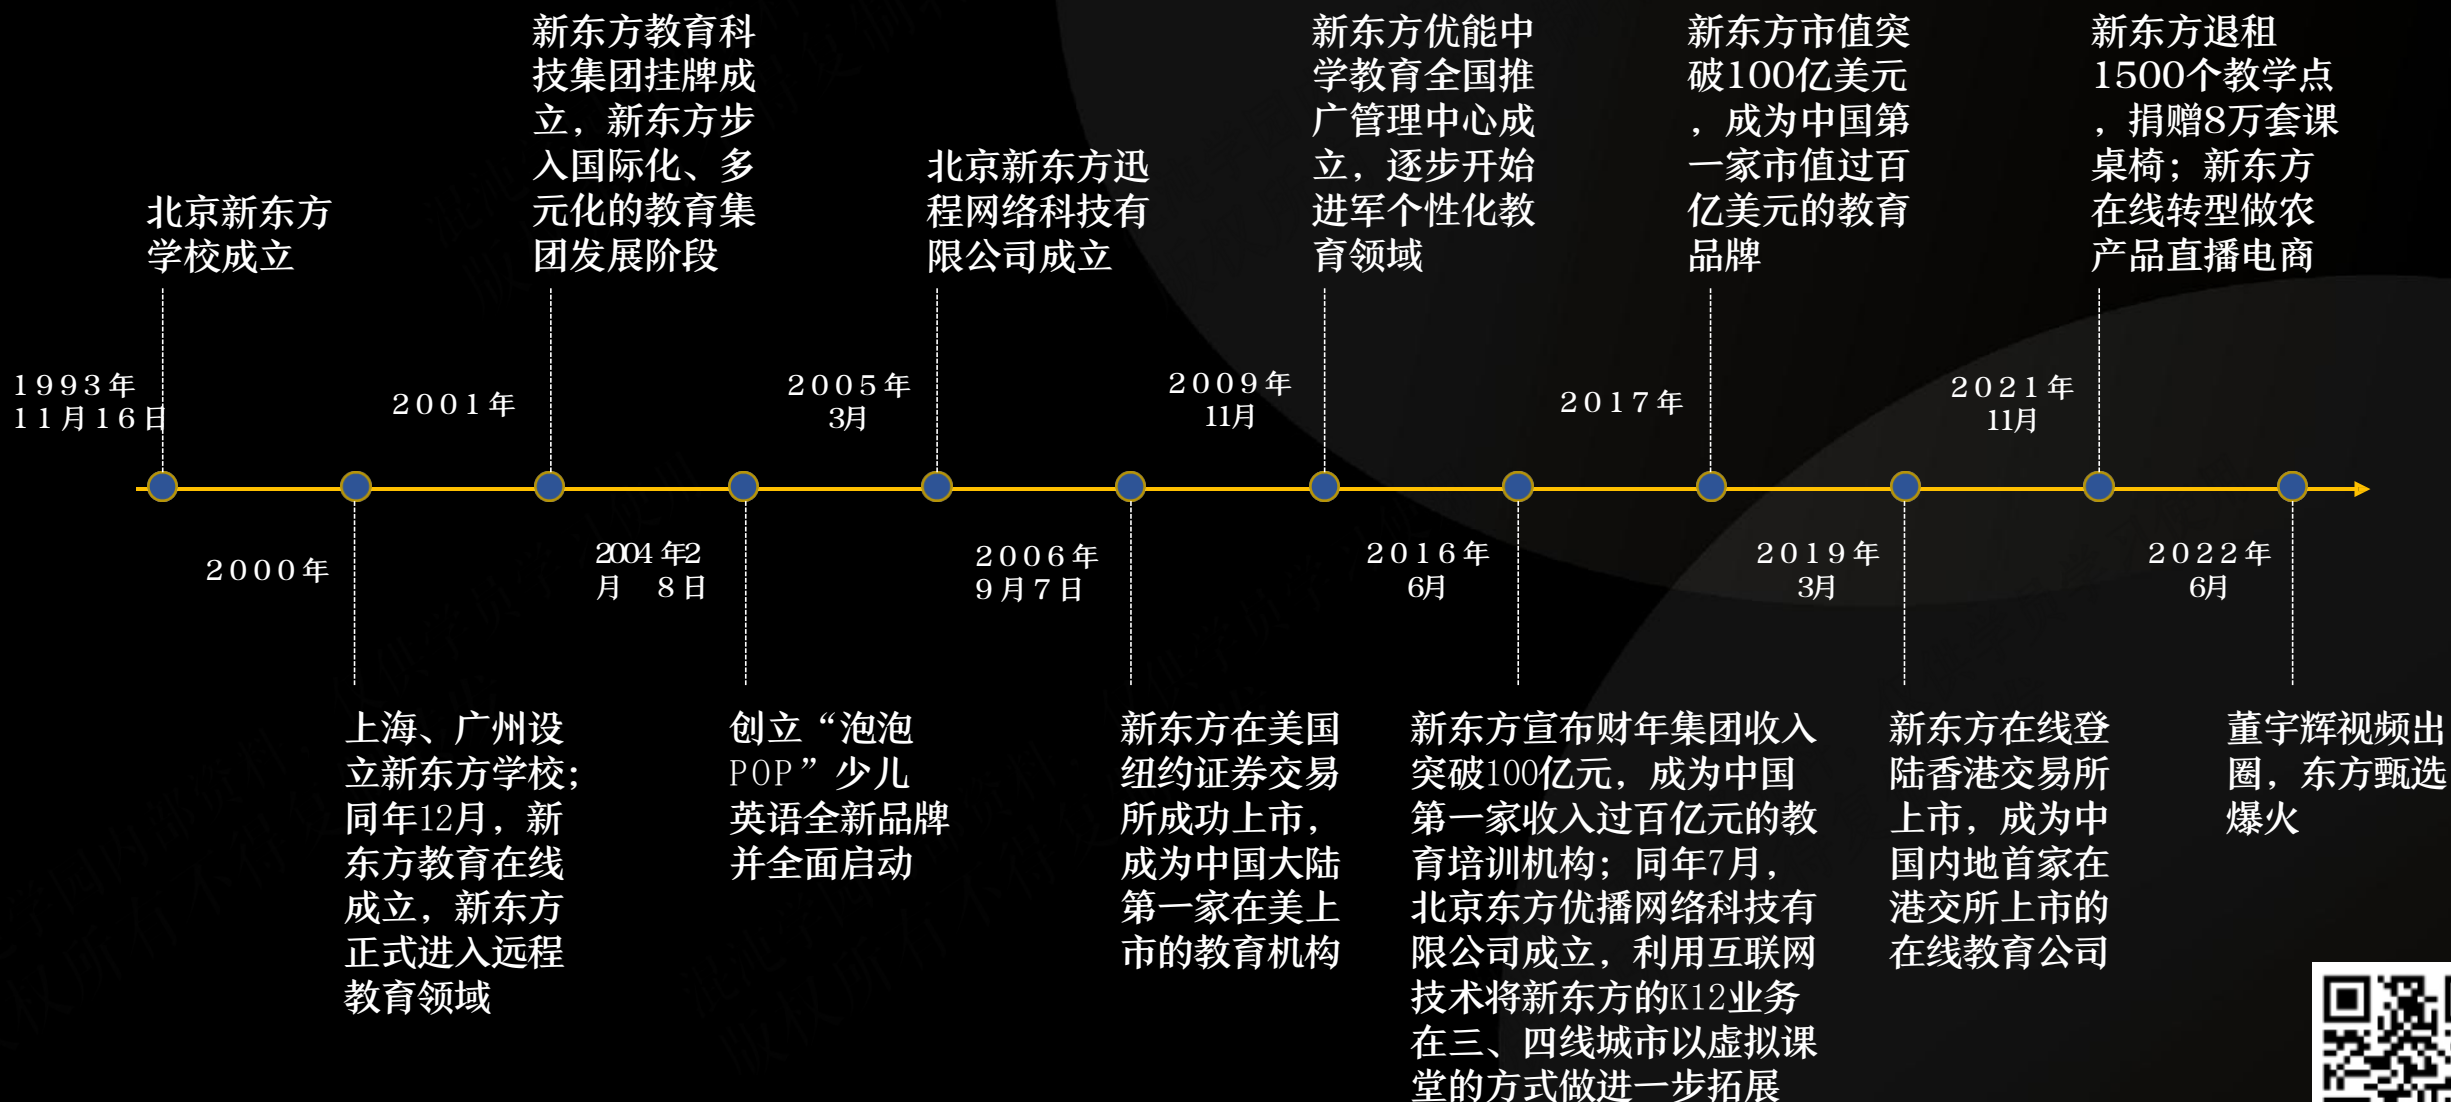 北京新东方
学校成立
新东方教育科
技集团挂牌成
立，新东方步
入国际化、多
元化的教育集
团发展阶段
北京新东方迅
程网络科技有
限公司成立
新东方优能中
学教育全国推
广管理中心成
立，逐步开始
进军个性化教
育领域
新东方市值突
破100亿美元
，成为中国第
一家市值过百
亿美元的教育
品牌
新东方退租
1500个教学点
，捐赠8万套课
桌椅；新东方
在线转型做农
产品直播电商
1993年
11月16日
2001年
2005年
3月
2009年
11月
2017年
2021年
11月
2000年
2004年2
月 8日
2006年
9月7日
2016年
6月
2019年
3月
2022年
6月
上海、广州设
立新东方学校；
同年12月，新
东方教育在线
成立，新东方
正式进入远程
教育领域
创立“泡泡
POP”少儿
英语全新品牌
并全面启动
新东方在美国
纽约证券交易
所成功上市，
成为中国大陆
第一家在美上
市的教育机构
新东方宣布财年集团收入
突破100亿元，成为中国
第一家收入过百亿元的教
育培训机构；同年7月，
北京东方优播网络科技有
限公司成立，利用互联网
技术将新东方的K12业务
在三、四线城市以虚拟课
堂的方式做进一步拓展
新东方在线登
陆香港交易所
上市，成为中
国内地首家在
港交所上市的
在线教育公司
董宇辉视频出
圈，东方甄选
爆火